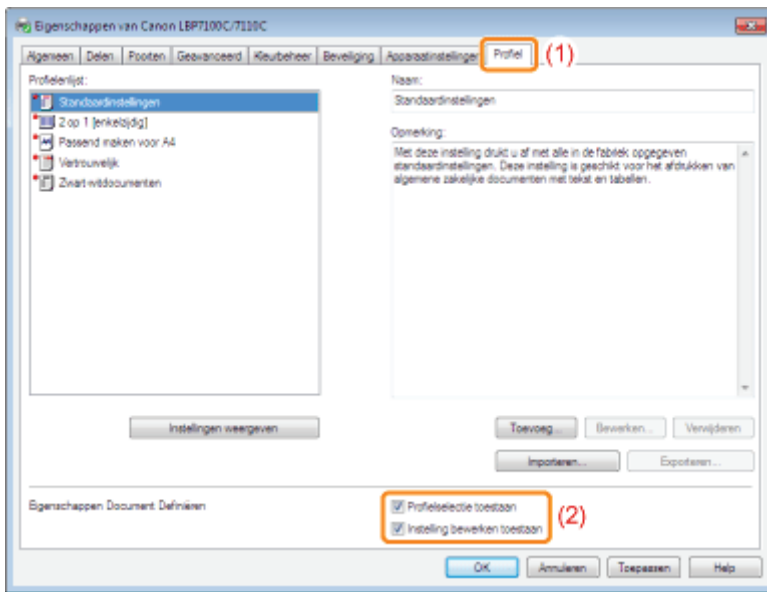 Eigenschappen van Canon LBP7100C/7110C
Algemeen Delen Poorten Geavanceerd Kleurbeheer Beveiliging Apparaatinstellingen Profiel (1)
Profielenlijst:
Standaardinstellingen
2 op 1 [enkelzijdig]
Passend maken voor A4
Vertrouwelijk
Zwart-witdocumenten
Naam:
Standaardinstellingen
Opmerking:
Met deze instelling drukt u af met alle in de fabriek opgegeven
standaardinstellingen. Deze instelling is geschikt voor het afdrukken van
algemene zakelijke documenten met tekst en tabellen.
Instellingen weergeven
Toevoeg... Bewerken... Verwijderen
Importeren... Exporteren...
Eigenschappen Document Definiëren
Profielselectie toestaan
Instelling bewerken toestaan
(2)
OK Annuleren Toepassen Help